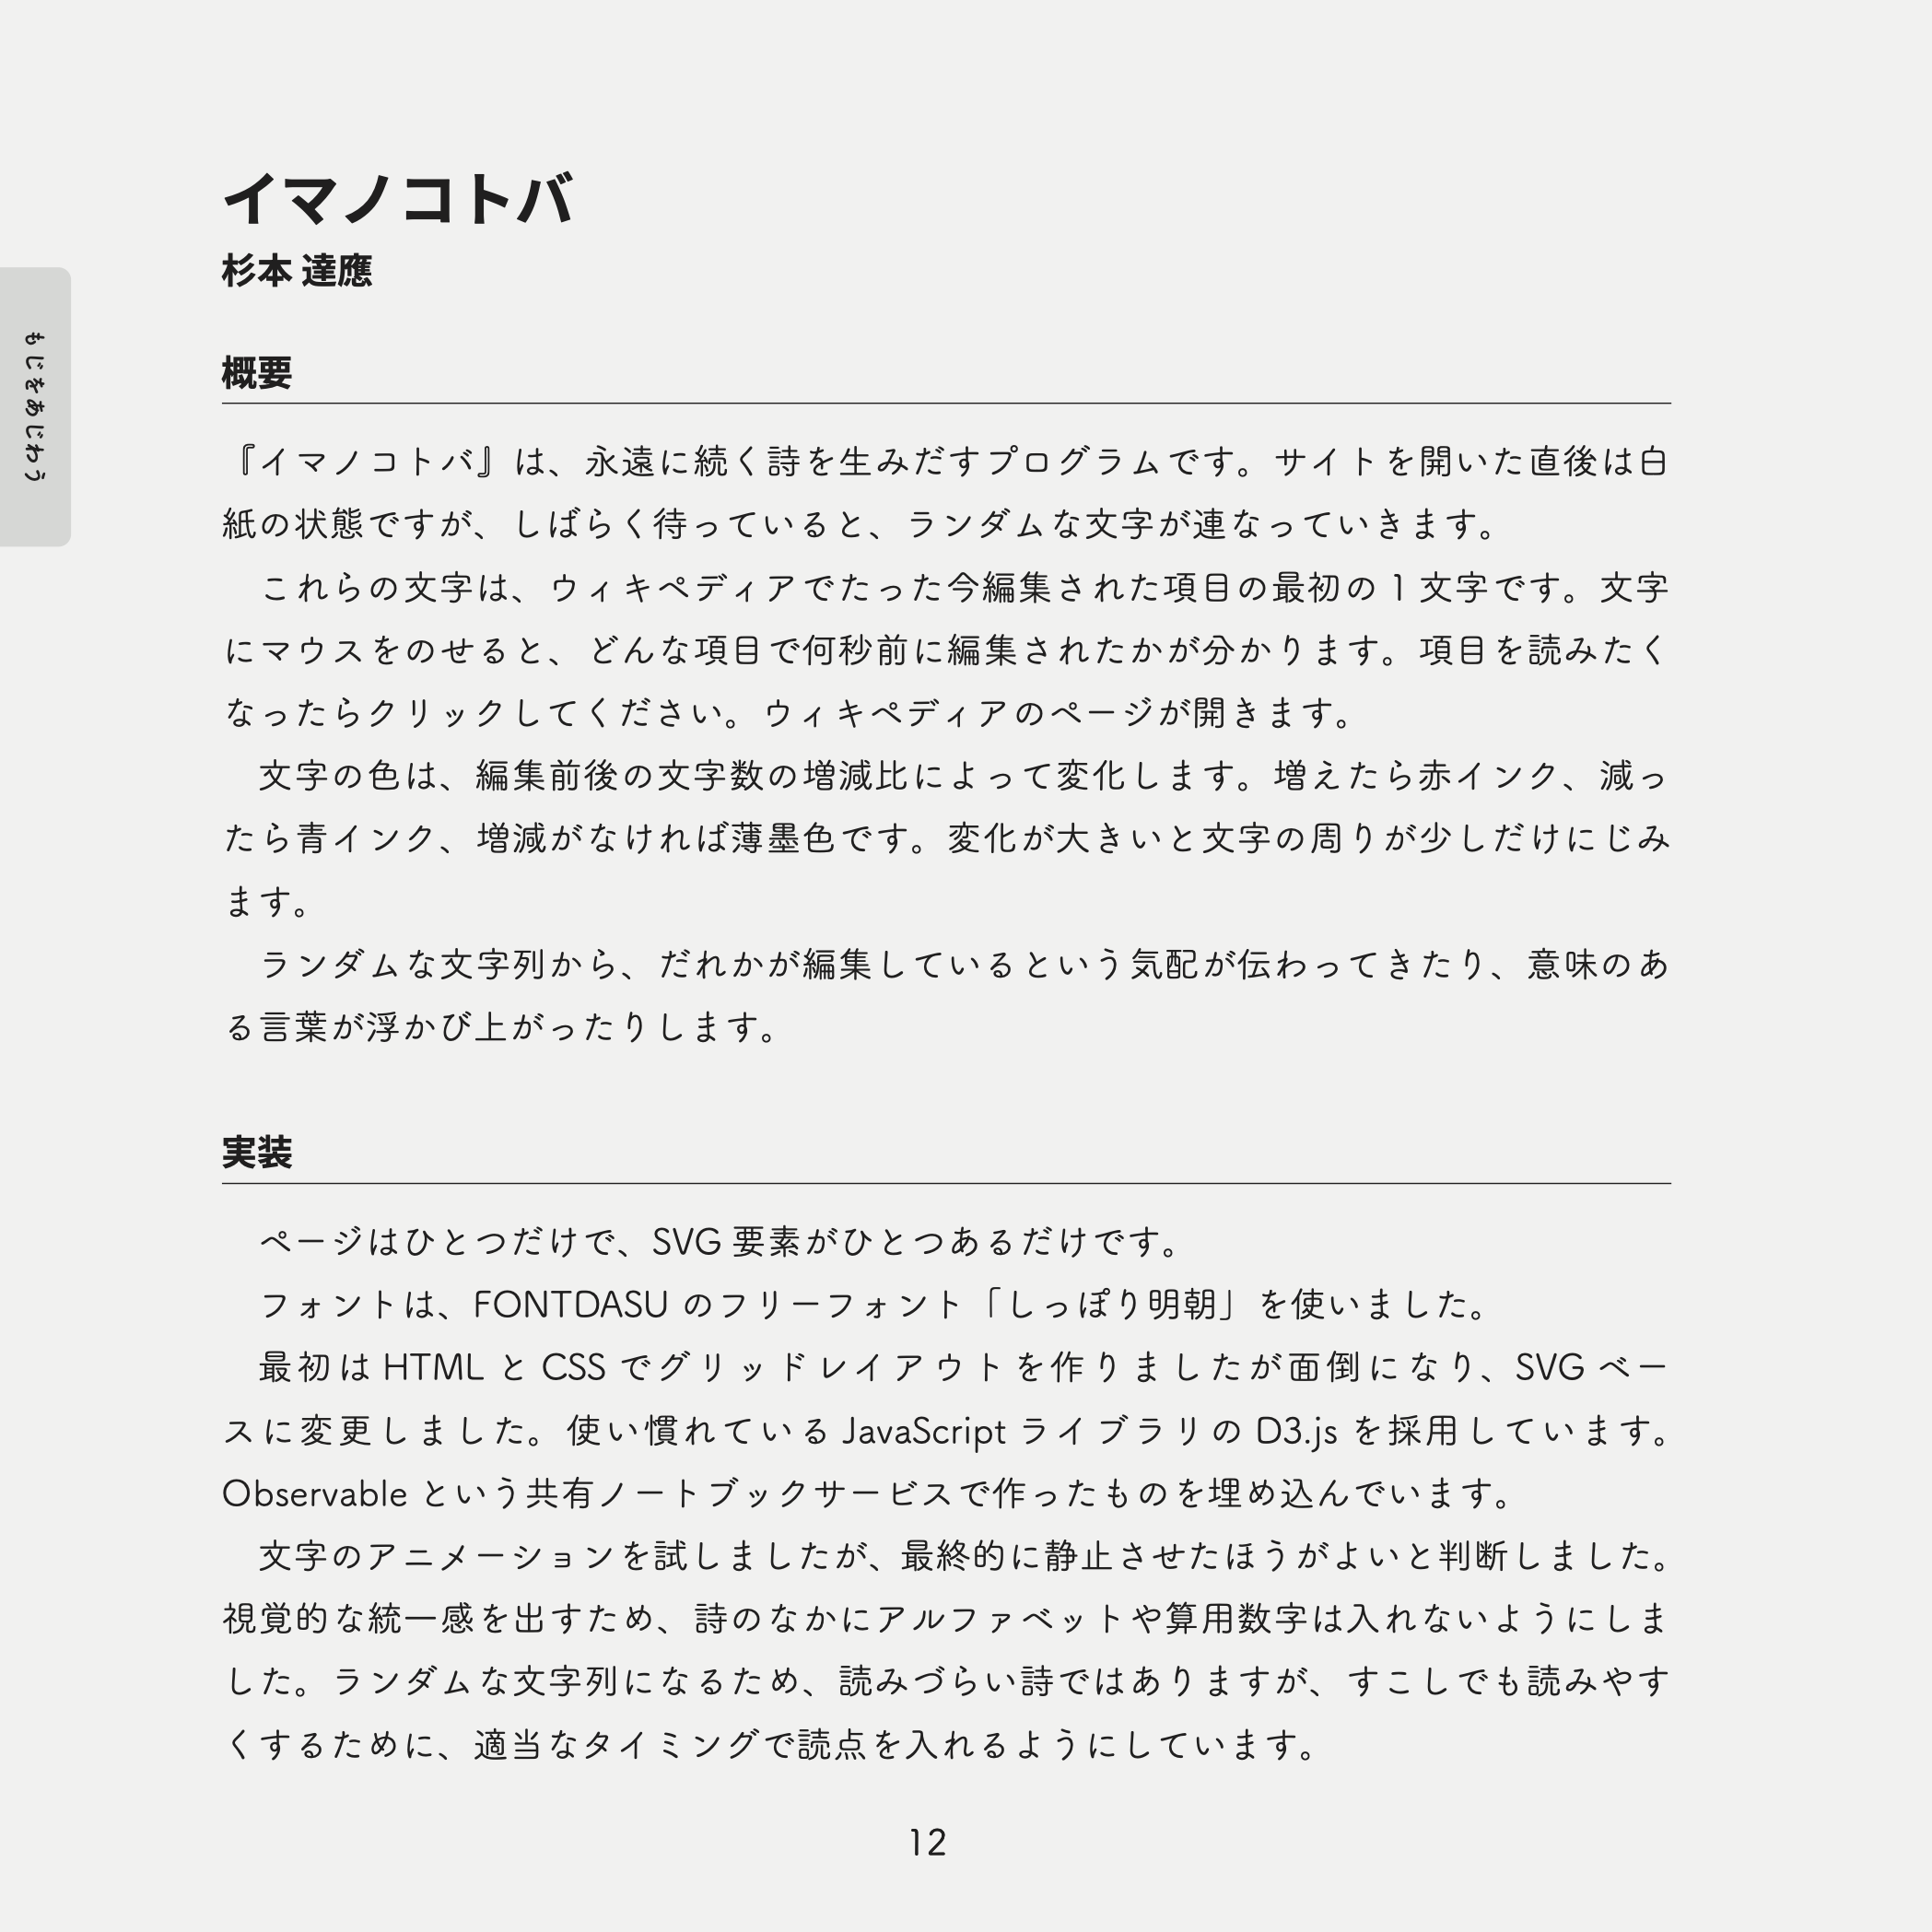 イマノコトバ
杉本 達應
もじをあじわう
概要
『イマノコトバ』は、永遠に続く詩を生みだすプログラムです。サイトを開いた直後は白
紙の状態ですが、しばらく待っていると、ランダムな文字が連なっていきます。
これらの文字は、ウィキペディアでたった今編集された項目の最初の 1 文字です。文字
にマウスをのせると、どんな項目で何秒前に編集されたかが分かります。項目を読みたく
なったらクリックしてください。ウィキペディアのページが開きます。
文字の色は、編集前後の文字数の増減比によって変化します。増えたら赤インク、減っ
たら青インク、増減がなければ薄墨色です。変化が大きいと文字の周りが少しだけにじみ
ます。
ランダムな文字列から、だれかが編集しているという気配が伝わってきたり、意味のあ
る言葉が浮かび上がったりします。
実装
ページはひとつだけで、SVG 要素がひとつあるだけです。
フォントは、FONTDASU のフリーフォント「しっぽり明朝」を使いました。
最初は HTML と CSS でグリッドレイアウトを作りましたが面倒になり、SVG ベー
スに変更しました。使い慣れている JavaScript ライブラリの D3.js を採用しています。
Observable という共有ノートブックサービスで作ったものを埋め込んでいます。
文字のアニメーションを試しましたが、最終的に静止させたほうがよいと判断しました。
視覚的な統一感を出すため、詩のなかにアルファベットや算用数字は入れないようにしま
した。ランダムな文字列になるため、読みづらい詩ではありますが、すこしでも読みやす
くするために、適当なタイミングで読点を入れるようにしています。
12